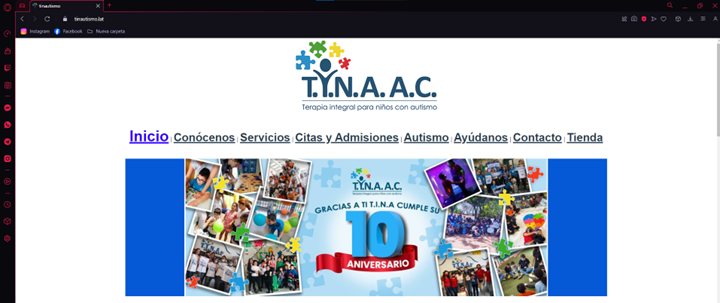 tinautismo
tinautismo.lat
Instagram
Facebook
Nueva carpeta
T.Y.N.A. A.C.
Terapia integral para niños con autismo
Inicio | Conócenos | Servicios | Citas y Admisiones | Autismo | Ayúdanos | Contacto | Tienda
T.Y.N.A A.C.
GRACIAS A TI T.I.N.A CUMPLE SU
10
ANIVERSARIO